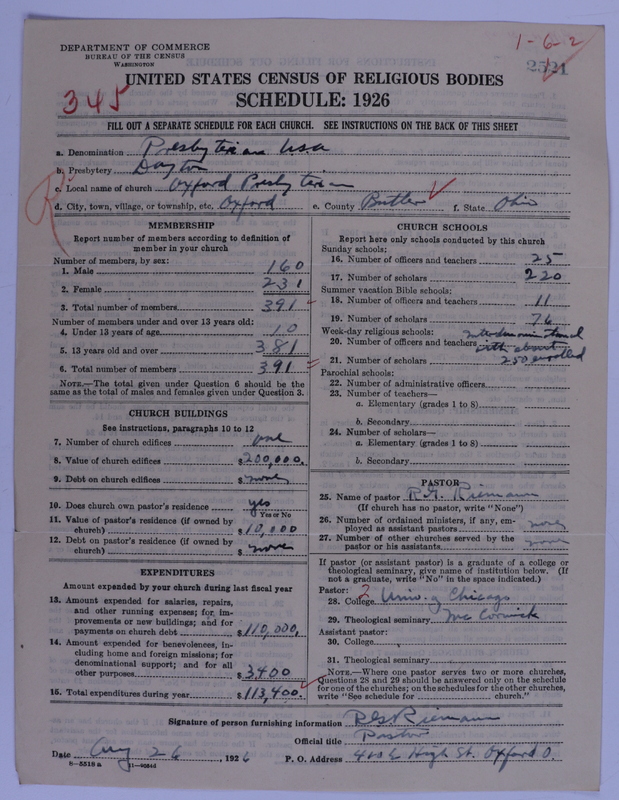 DEPARTMENT OF COMMERCE
BUREAU OF THE CENSUS
WASHINGTON
1-6-2
2521
345
UNITED STATES CENSUS OF RELIGIOUS BODIES
SCHEDULE: 1926
FILL OUT A SEPARATE SCHEDULE FOR EACH CHURCH. SEE INSTRUCTIONS ON THE BACK OF THIS SHEET
a. Denomination Presbyterian U.S.A
b. Presbytery Dayton
c. Local name of church Oxford Presbyterian
d. City, town, village, or township, etc. Oxford e. County Butler f. State Ohio
MEMBERSHIP
Report number of members according to definition of
member in your church
Number of members, by sex:
1. Male 160
2. Female 231
3. Total number of members 391
Number of members under and over 13 years old:
4. Under 13 years of age 10
5. 13 years old and over 381
6. Total number of members 391
NOTE.—The total given under Question 6 should be the
same as the total of males and females given under Question 3.
CHURCH BUILDINGS
See instructions, paragraphs 10 to 12
7. Number of church edifices one
8. Value of church edifices $200,000.
9. Debt on church edifices $ none
10. Does church own pastor's residence yes
Yes or No
11. Value of pastor's residence (if owned by
church) $10,000
12. Debt on pastor's residence (if owned by
church) $ none
EXPENDITURES
Amount expended by your church during last fiscal year
13. Amount expended for salaries, repairs,
and other running expenses; for im-
provements or new buildings; and for
payments on church debt $110,000.
14. Amount expended for benevolences, in-
cluding home and foreign missions; for
denominational support; and for all
other purposes $3,400
15. Total expenditures during year $113,400.
CHURCH SCHOOLS
Report here only schools conducted by this church
Sunday schools:
16. Number of officers and teachers 25
17. Number of scholars 220
Summer vacation Bible schools:
18. Number of officers and teachers 11
19. Number of scholars 76
Week-day religious schools: Interdenominational
20. Number of officers and teachers with about
21. Number of scholars 250 enrolled
Parochial schools:
22. Number of administrative officers
23. Number of teachers—
a. Elementary (grades 1 to 8)
b. Secondary
24. Number of scholars—
a. Elementary (grades 1 to 8)
b. Secondary
PASTOR
25. Name of pastor R.G. Riemann
(If church has no pastor, write "None")
26. Number of ordained ministers, if any, em-
ployed as assistant pastors none
27. Number of other churches served by the
pastor or his assistants none
If pastor (or assistant pastor) is a graduate of a college or
theological seminary, give name of institution below. (If
not a graduate, write "No" in the space indicated.)
Pastor:
28. College 2 Univ. of Chicago
29. Theological seminary McCormick
Assistant pastor:
30. College
31. Theological seminary
NOTE.—Where one pastor serves two or more churches,
Questions 28 and 29 should be answered only on the schedule
for one of the churches; on the schedules for the other churches,
write "See schedule for church."
Signature of person furnishing information R G Riemann
Official title Pastor
Date Aug 26, 1926 P. O. Address 410 E High St. Oxford O.
8-5518 a